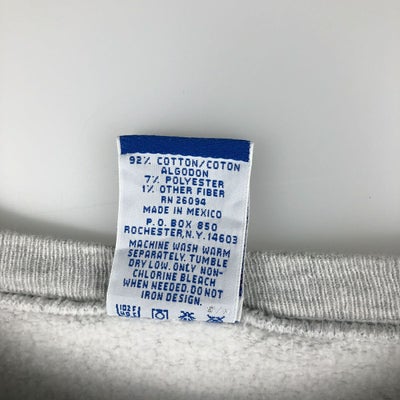 92% COTTON/COTON
ALGODON
7% POLYESTER
1% OTHER FIBER
RN 26094
MADE IN MEXICO
P.O. BOX 850
ROCHESTER,N.Y. 14603
MACHINE WASH WARM
SEPARATELY. TUMBLE
DRY LOW. ONLY NON-
CHLORINE BLEACH
WHEN NEEDED. DO NOT
IRON DESIGN.